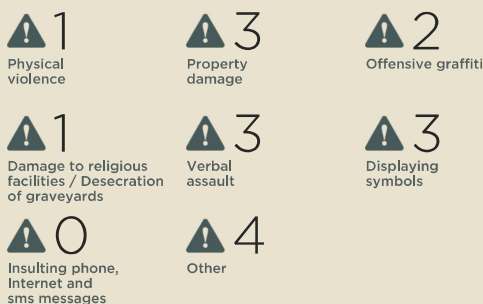 1
Physical
violence
3
Property
damage
2
Offensive graffiti
1
Damage to religious
facilities / Desecration
of graveyards
3
Verbal
assault
3
Displaying
symbols
0
Insulting phone,
Internet and
sms messages
4
Other